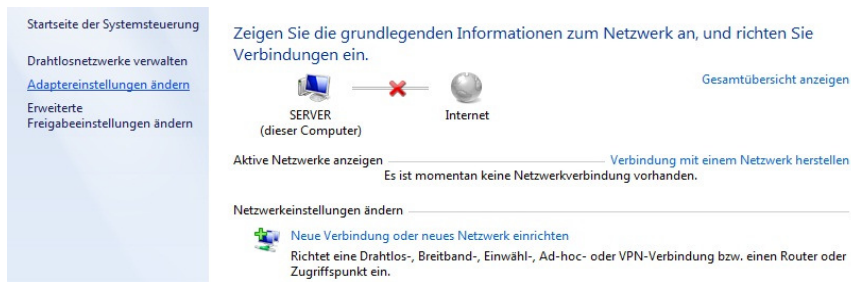 Startseite der Systemsteuerung
Drahtlosnetzwerke verwalten
Adaptereinstellungen ändern
Erweiterte
Freigabeeinstellungen ändern
Zeigen Sie die grundlegenden Informationen zum Netzwerk an, und richten Sie
Verbindungen ein.
Gesamtübersicht anzeigen
SERVER
(dieser Computer)
Internet
Aktive Netzwerke anzeigen
Verbindung mit einem Netzwerk herstellen
Es ist momentan keine Netzwerkverbindung vorhanden.
Netzwerkeinstellungen ändern
Neue Verbindung oder neues Netzwerk einrichten
Richtet eine Drahtlos-, Breitband-, Einwähl-, Ad-hoc- oder VPN-Verbindung bzw. einen Router oder
Zugriffspunkt ein.